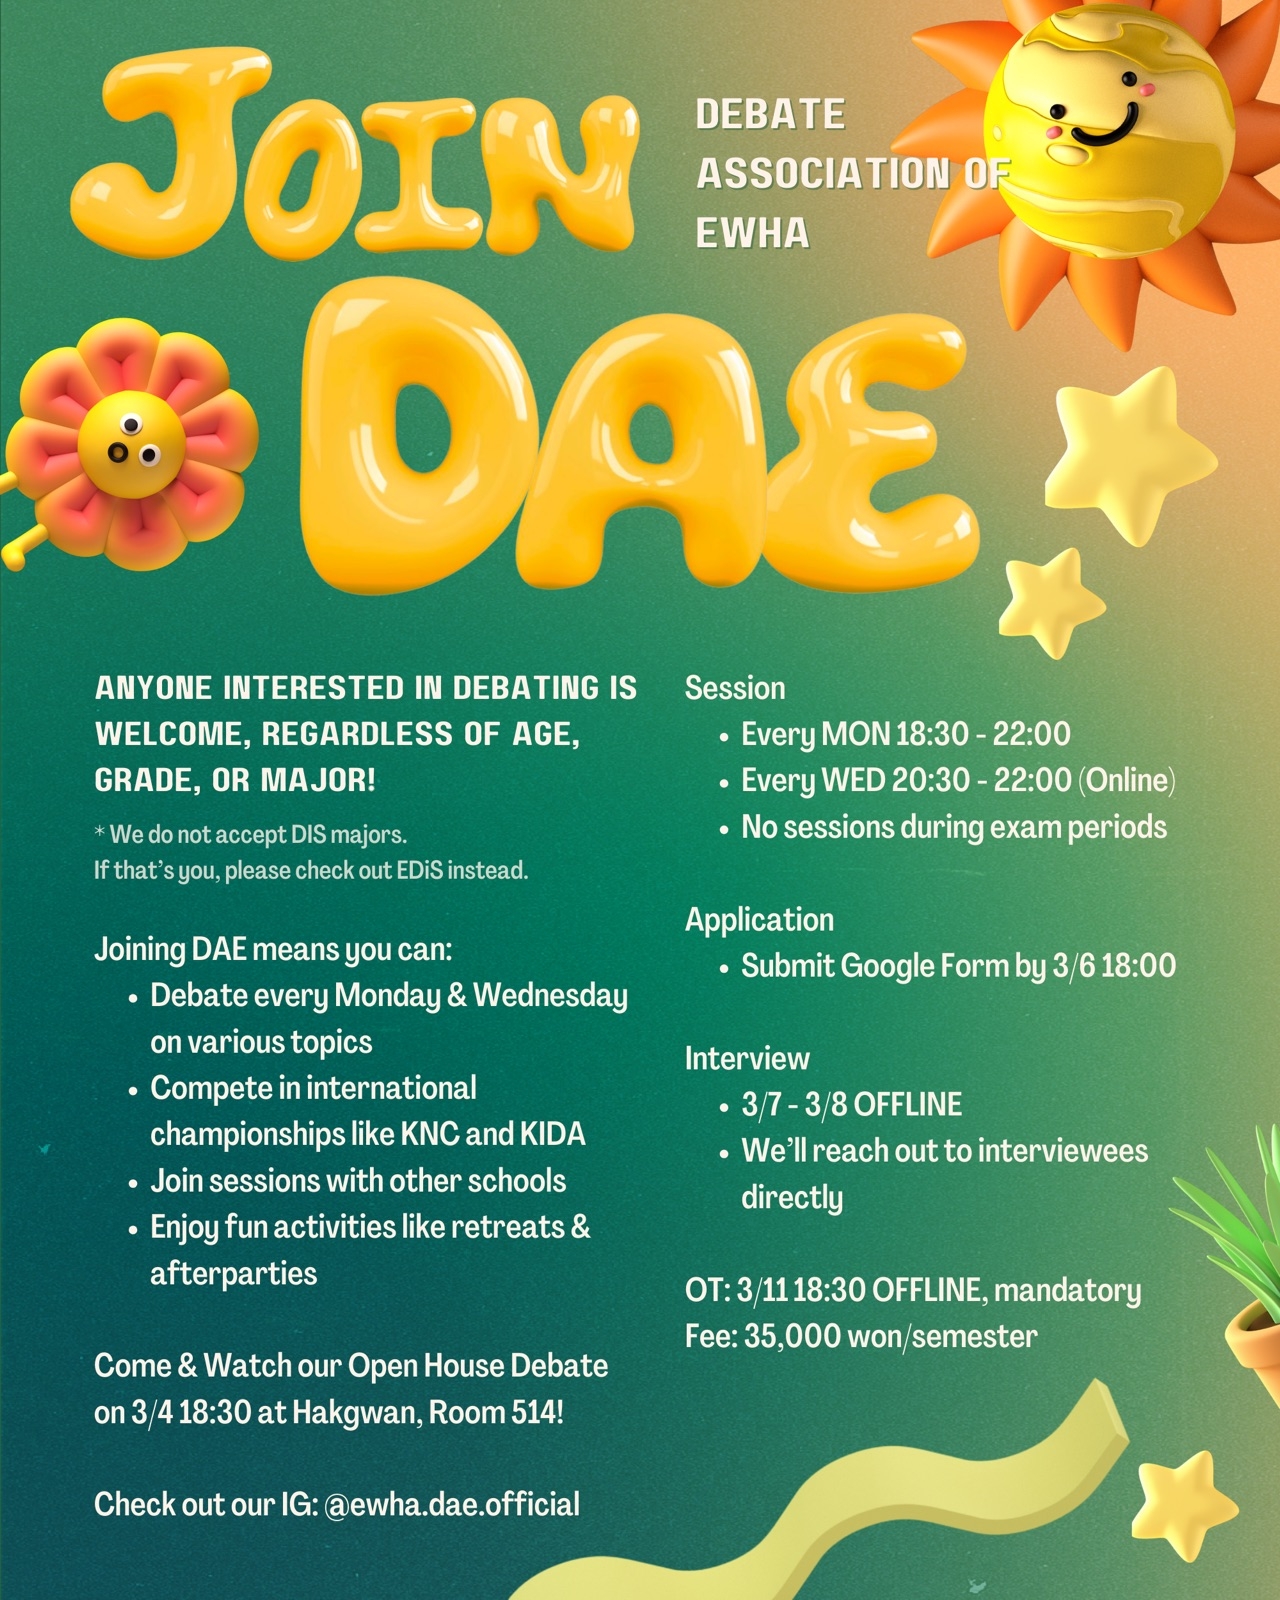 JOIN
DEBATE
ASSOCIATION OF
EWHA
DAE
ANYONE INTERESTED IN DEBATING IS
WELCOME, REGARDLESS OF AGE,
GRADE, OR MAJOR!
* We do not accept DIS majors.
If that's you, please check out EDiS instead.
Joining DAE means you can:
• Debate every Monday & Wednesday
on various topics
• Compete in international
championships like KNC and KIDA
• Join sessions with other schools
• Enjoy fun activities like retreats &
afterparties
Come & Watch our Open House Debate
on 3/4 18:30 at Hakgwan, Room 514!
Check out our IG: @ewha.dae.official
Session
• Every MON 18:30 - 22:00
• Every WED 20:30 - 22:00 (Online)
• No sessions during exam periods
Application
• Submit Google Form by 3/6 18:00
Interview
• 3/7 - 3/8 OFFLINE
• We'll reach out to interviewees
directly
OT: 3/11 18:30 OFFLINE, mandatory
Fee: 35,000 won/semester